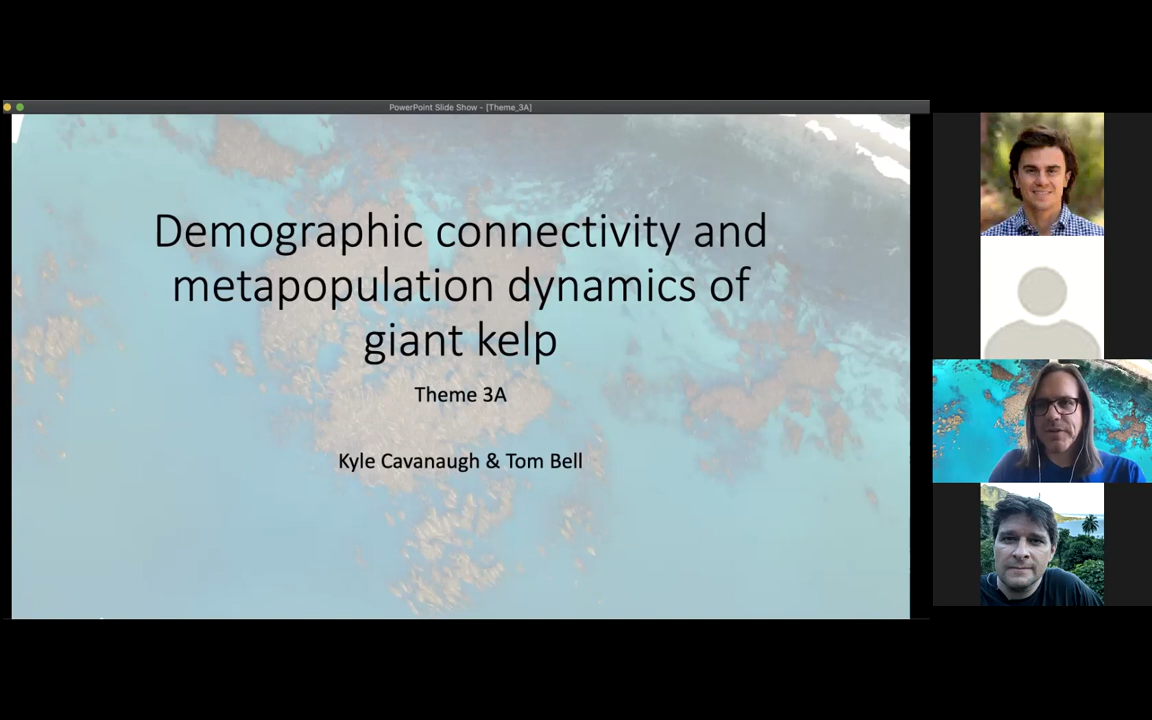 PowerPoint Slide Show - [Theme_3A]
Demographic connectivity and
metapopulation dynamics of
giant kelp
Theme 3A
Kyle Cavanaugh & Tom Bell